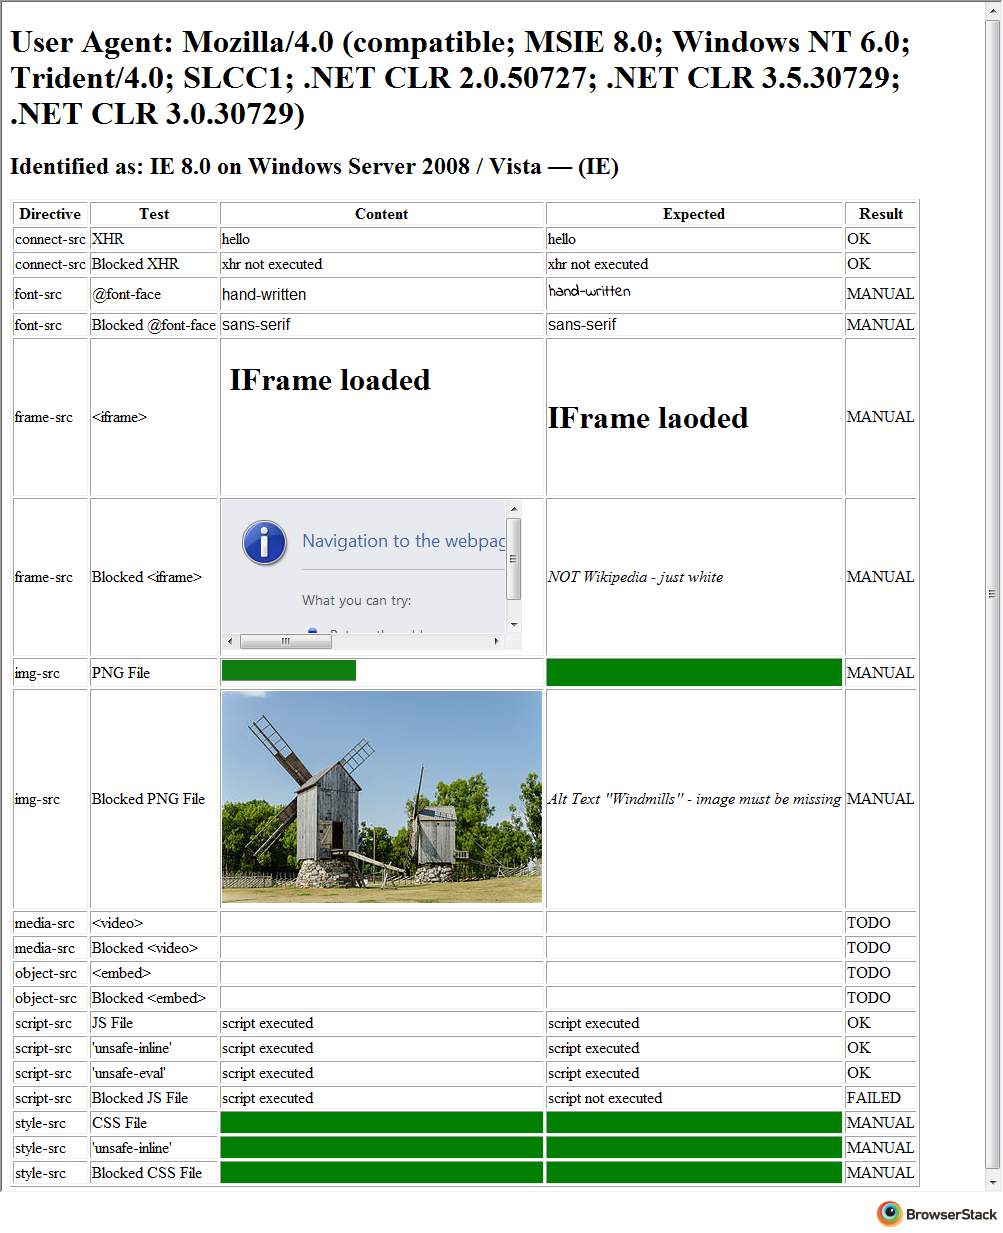 User Agent: Mozilla/4.0 (compatible; MSIE 8.0; Windows NT 6.0;
Trident/4.0; SLCC1; .NET CLR 2.0.50727; .NET CLR 3.5.30729;
.NET CLR 3.0.30729)
Identified as: IE 8.0 on Windows Server 2008 / Vista — (IE)
Directive Test Content Expected Result
connect-src XHR hello hello OK
connect-src Blocked XHR xhr not executed xhr not executed OK
font-src @font-face hand-written hand-written MANUAL
font-src Blocked @font-face sans-serif sans-serif MANUAL
IFrame loaded
frame-src <iframe> IFrame laoded MANUAL
Navigation to the webpag
frame-src Blocked <iframe> NOT Wikipedia - just white MANUAL
What you can try:
img-src PNG File MANUAL
img-src Blocked PNG File Alt Text "Windmills" - image must be missing MANUAL
media-src <video> TODO
media-src Blocked <video> TODO
object-src <embed> TODO
object-src Blocked <embed> TODO
script-src JS File script executed script executed OK
script-src 'unsafe-inline' script executed script executed OK
script-src 'unsafe-eval' script executed script executed OK
script-src Blocked JS File script executed script not executed FAILED
style-src CSS File MANUAL
style-src 'unsafe-inline' MANUAL
style-src Blocked CSS File MANUAL
BrowserStack